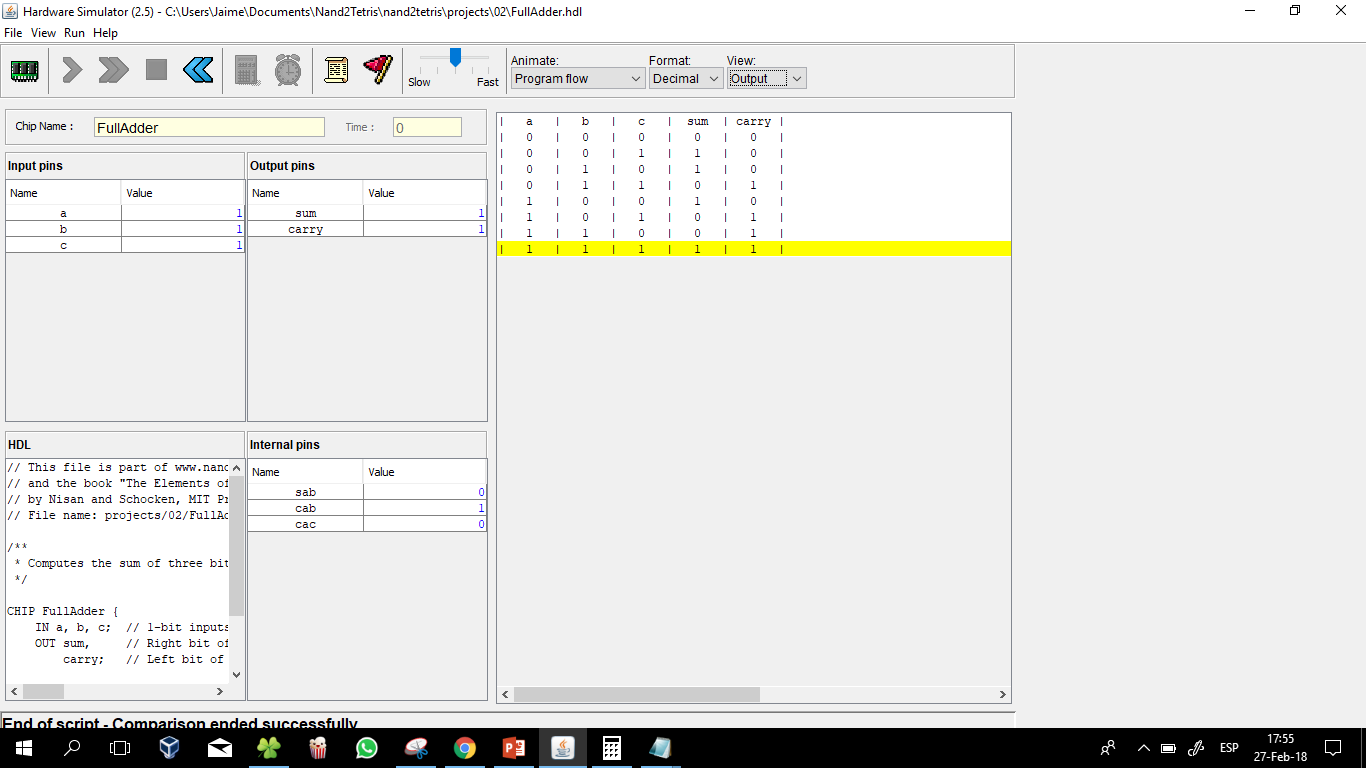 Hardware Simulator (2.5) - C:\Users\Jaime\Documents\Nand2Tetris\nand2tetris\projects\02\FullAdder.hdl
File View Run Help
Slow Fast
Animate: Format: View:
Program flow Decimal Output
Chip Name : FullAdder Time : 0
Input pins
Name Value
a 1
b 1
c 1
Output pins
Name Value
sum 1
carry 1
| a | b | c | sum | carry |
| 0 | 0 | 0 | 0 | 0 |
| 0 | 0 | 1 | 1 | 0 |
| 0 | 1 | 0 | 1 | 0 |
| 0 | 1 | 1 | 0 | 1 |
| 1 | 0 | 0 | 1 | 0 |
| 1 | 0 | 1 | 0 | 1 |
| 1 | 1 | 0 | 0 | 1 |
| 1 | 1 | 1 | 1 | 1 |
HDL
// This file is part of www.nand
// and the book "The Elements of
// by Nisan and Schocken, MIT Pr
// File name: projects/02/FullAd
/**
* Computes the sum of three bit
*/
CHIP FullAdder {
IN a, b, c; // 1-bit inputs
OUT sum, // Right bit of
carry; // Left bit of
Internal pins
Name Value
sab 0
cab 1
cac 0
End of script - Comparison ended successfully
ESP
17:55
27-Feb-18